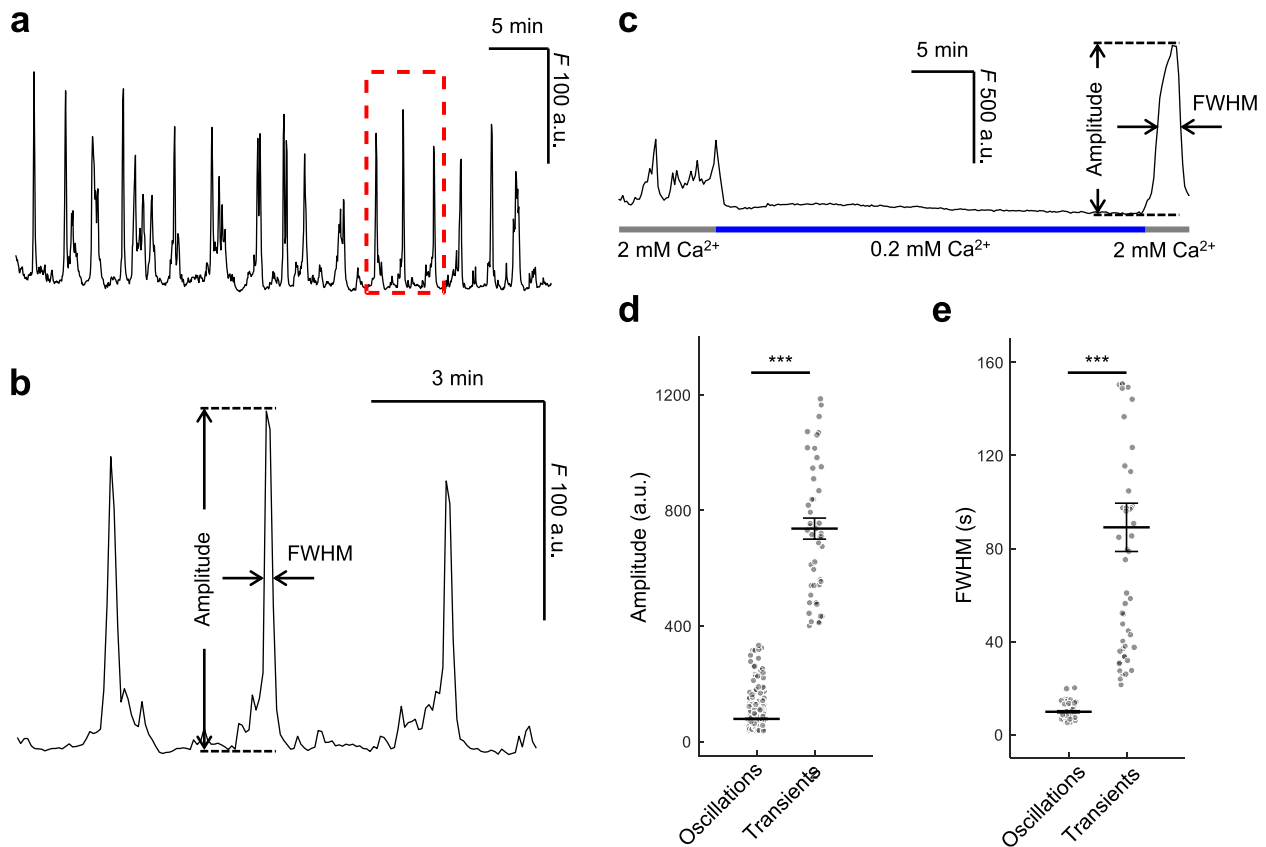 a
5 min
F 100 a.u.
b
3 min
F 100 a.u.
Amplitude
FWHM
c
5 min
F 500 a.u.
Amplitude
FWHM
2 mM Ca²⁺
0.2 mM Ca²⁺
2 mM Ca²⁺
d
***
Amplitude (a.u.)
1200
800
400
0
Oscillations
Transients
e
***
FWHM (s)
160
120
80
40
0
Oscillations
Transients